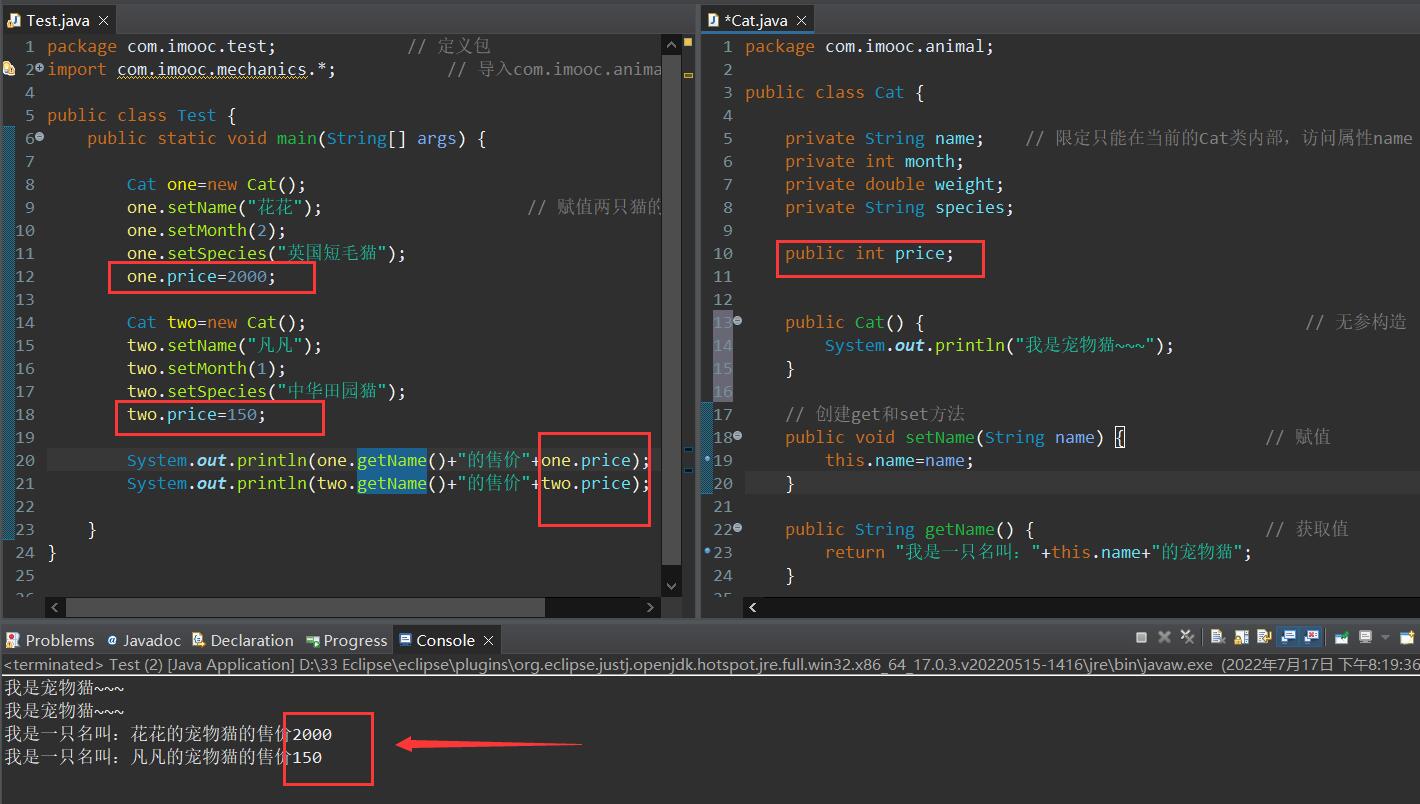 Test.java
1 package com.imooc.test; // 定义包
2 import com.imooc.mechanics.*; // 导入com.imooc.anima
4
5 public class Test {
6 public static void main(String[] args) {
7
8 Cat one=new Cat();
9 one.setName("花花"); // 赋值两只猫的
10 one.setMonth(2);
11 one.setSpecies("英国短毛猫");
12 one.price=2000;
13
14 Cat two=new Cat();
15 two.setName("凡凡");
16 two.setMonth(1);
17 two.setSpecies("中华田园猫");
18 two.price=150;
19
20 System.out.println(one.getName()+"的售价"+one.price);
21 System.out.println(two.getName()+"的售价"+two.price);
22
23 }
24 }
25
*Cat.java
1 package com.imooc.animal;
2
3 public class Cat {
4
5 private String name; // 限定只能在当前的Cat类内部，访问属性name
6 private int month;
7 private double weight;
8 private String species;
9
10 public int price;
11
12
13 public Cat() { // 无参构造
14 System.out.println("我是宠物猫~~~");
15 }
16
17 // 创建get和set方法
18 public void setName(String name) { // 赋值
19 this.name=name;
20 }
21
22 public String getName() { // 获取值
23 return "我是一只名叫："+this.name+"的宠物猫";
24 }
Problems @ Javadoc Declaration Progress Console
<terminated> Test (2) [Java Application] D:\33 Eclipse\eclipse\plugins\org.eclipse.justj.openjdk.hotspot.jre.full.win32.x86_64_17.0.3.v20220515-1416\jre\bin\javaw.exe (2022年7月17日 下午8:19:36
我是宠物猫~~~
我是宠物猫~~~
我是一只名叫：花花的宠物猫的售价2000
我是一只名叫：凡凡的宠物猫的售价150